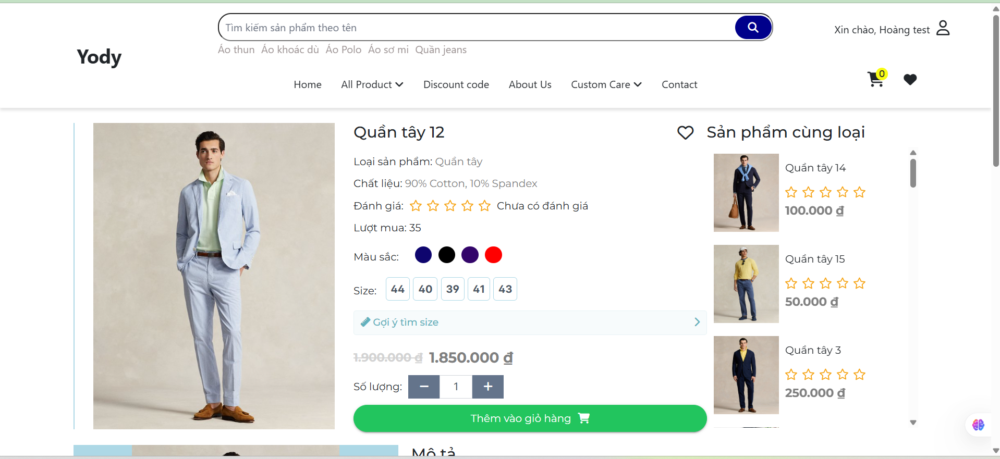 Tìm kiếm sản phẩm theo tên
Xin chào, Hoàng test
Áo thun Áo khoác dù Áo Polo Áo sơ mi Quần jeans
Yody
0
Home All Product Discount code About Us Custom Care Contact
Quần tây 12
Loại sản phẩm: Quần tây
Chất liệu: 90% Cotton, 10% Spandex
Đánh giá: Chưa có đánh giá
Lượt mua: 35
Màu sắc:
Size: 44 40 39 41 43
Gợi ý tìm size
1.900.000 ₫ 1.850.000 ₫
Số lượng: − 1 +
Thêm vào giỏ hàng
Sản phẩm cùng loại
Quần tây 14
100.000 ₫
Quần tây 15
50.000 ₫
Quần tây 3
250.000 ₫
Mô tả